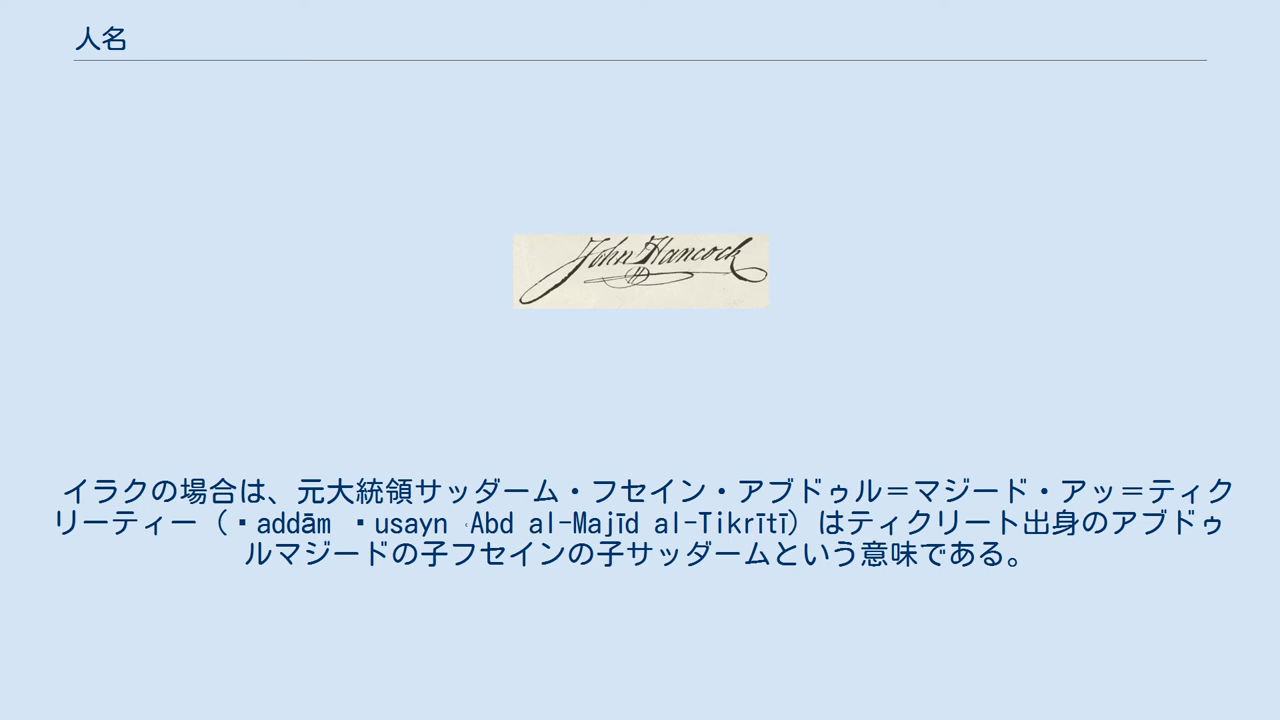 人名
John Hancock
イラクの場合は、元大統領サッダーム・フセイン・アブドゥル＝マジード・アッ＝ティク
リーティー（▪addām ▪usayn ʿAbd al-Majīd al-Tikrītī）はティクリート出身のアブドゥ
ルマジードの子フセインの子サッダームという意味である。